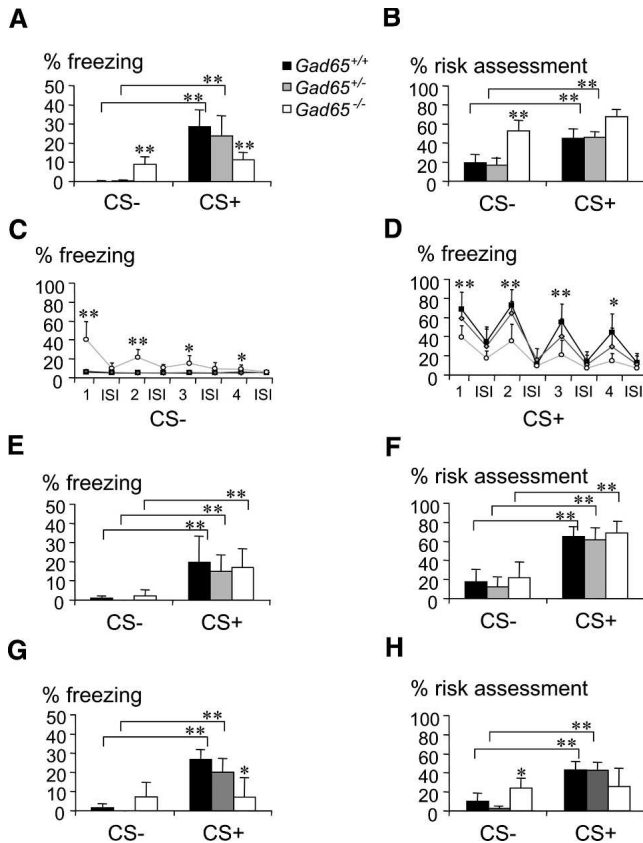 A
% freezing
50
40
30
20
10
0
**
**
**
**
CS-
CS+
Gad65+/+
Gad65+/-
Gad65-/-
B
% risk assessment
100
80
60
40
20
0
**
**
**
CS-
CS+
C
% freezing
100
80
60
40
20
0
**
**
*
*
1 ISI 2 ISI 3 ISI 4 ISI
CS-
D
% freezing
100
80
60
40
20
0
**
**
**
*
1 ISI 2 ISI 3 ISI 4 ISI
CS+
E
% freezing
50
40
30
20
10
0
**
**
**
CS-
CS+
F
% risk assessment
100
80
60
40
20
0
**
**
**
CS-
CS+
G
% freezing
50
40
30
20
10
0
**
**
*
CS-
CS+
H
% risk assessment
100
80
60
40
20
0
**
**
*
CS-
CS+